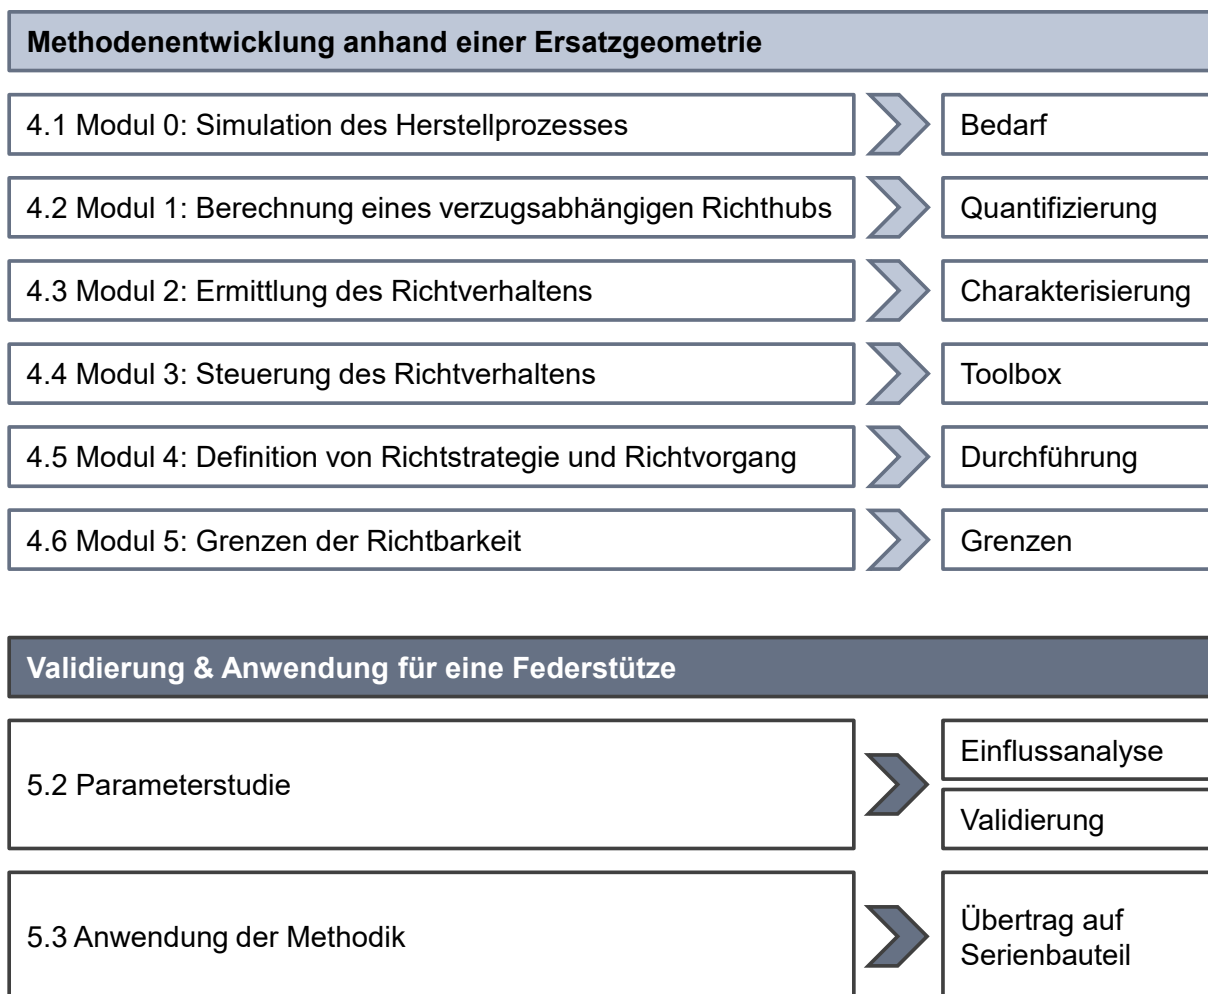 Methodenentwicklung anhand einer Ersatzgeometrie
4.1 Modul 0: Simulation des Herstellprozesses
Bedarf
4.2 Modul 1: Berechnung eines verzugsabhängigen Richthubs
Quantifizierung
4.3 Modul 2: Ermittlung des Richtverhaltens
Charakterisierung
4.4 Modul 3: Steuerung des Richtverhaltens
Toolbox
4.5 Modul 4: Definition von Richtstrategie und Richtvorgang
Durchführung
4.6 Modul 5: Grenzen der Richtbarkeit
Grenzen
Validierung & Anwendung für eine Federstütze
5.2 Parameterstudie
Einflussanalyse
Validierung
5.3 Anwendung der Methodik
Übertrag auf
Serienbauteil